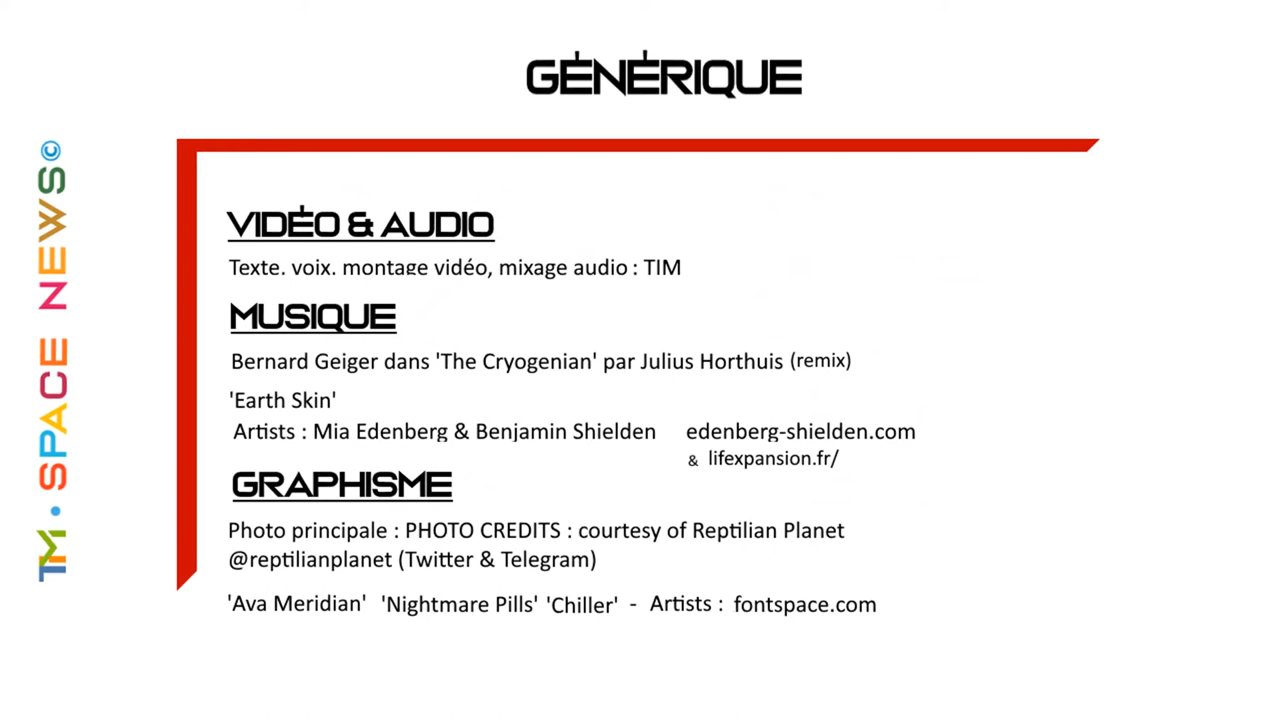 GÉNÉRIQUE
TM • SPACE NEWS©
VIDÉO & AUDIO
Texte, voix, montage vidéo, mixage audio : TIM
MUSIQUE
Bernard Geiger dans 'The Cryogenian' par Julius Horthuis (remix)
'Earth Skin'
Artists : Mia Edenberg & Benjamin Shielden edenberg-shielden.com
& lifexpansion.fr/
GRAPHISME
Photo principale : PHOTO CREDITS : courtesy of Reptilian Planet
@reptilianplanet (Twitter & Telegram)
'Ava Meridian' 'Nightmare Pills' 'Chiller' - Artists : fontspace.com